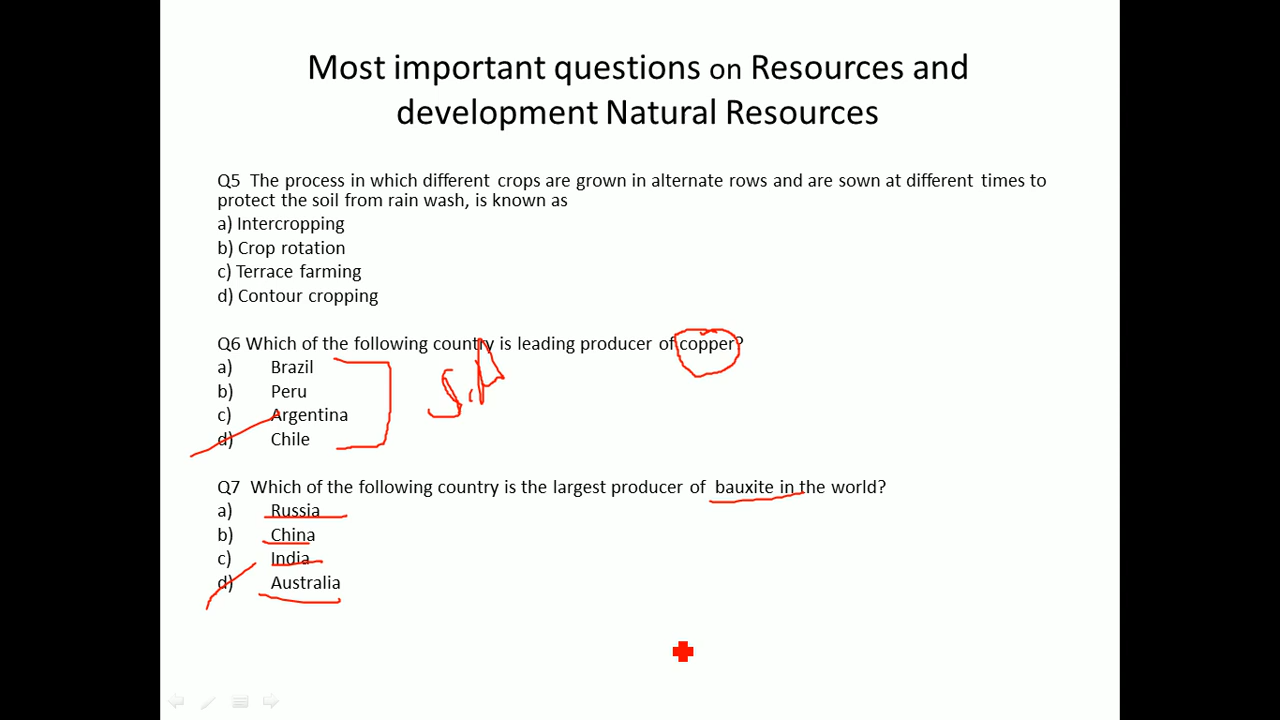 Most important questions on Resources and
development Natural Resources
Q5 The process in which different crops are grown in alternate rows and are sown at different times to
protect the soil from rain wash, is known as
a) Intercropping
b) Crop rotation
c) Terrace farming
d) Contour cropping
Q6 Which of the following country is leading producer of copper?
a) Brazil
b) Peru
c) Argentina
d) Chile
S.A
Q7 Which of the following country is the largest producer of bauxite in the world?
a) Russia
b) China
c) India
d) Australia